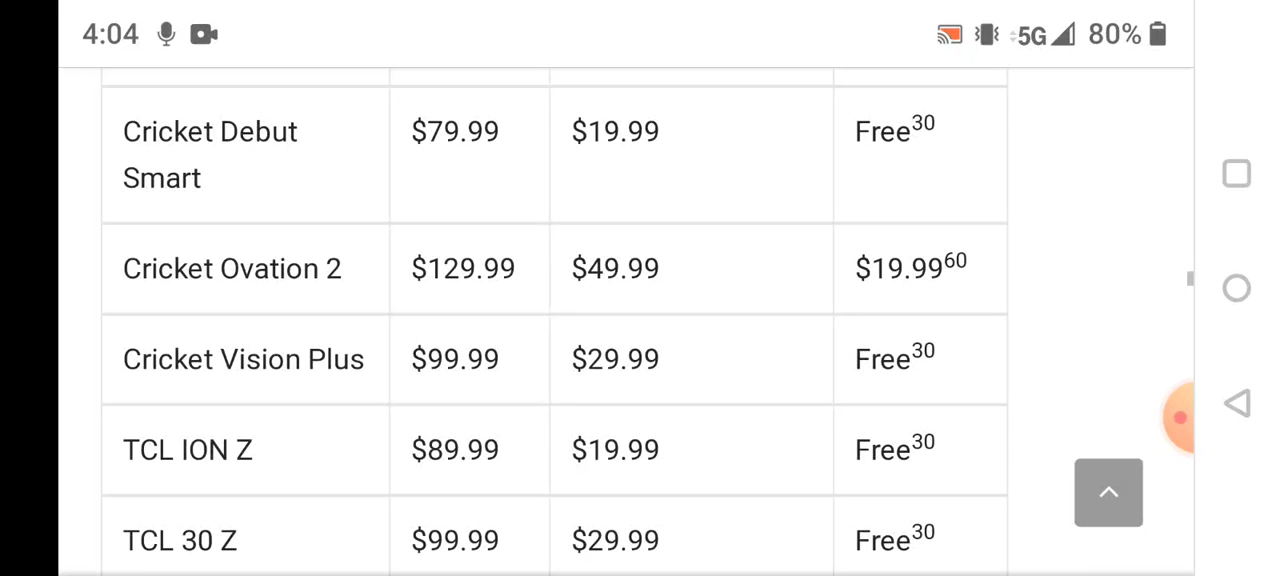 4:04 5G 80%
Cricket Debut Smart $79.99 $19.99 Free30
Cricket Ovation 2 $129.99 $49.99 $19.9960
Cricket Vision Plus $99.99 $29.99 Free30
TCL ION Z $89.99 $19.99 Free30
TCL 30 Z $99.99 $29.99 Free30